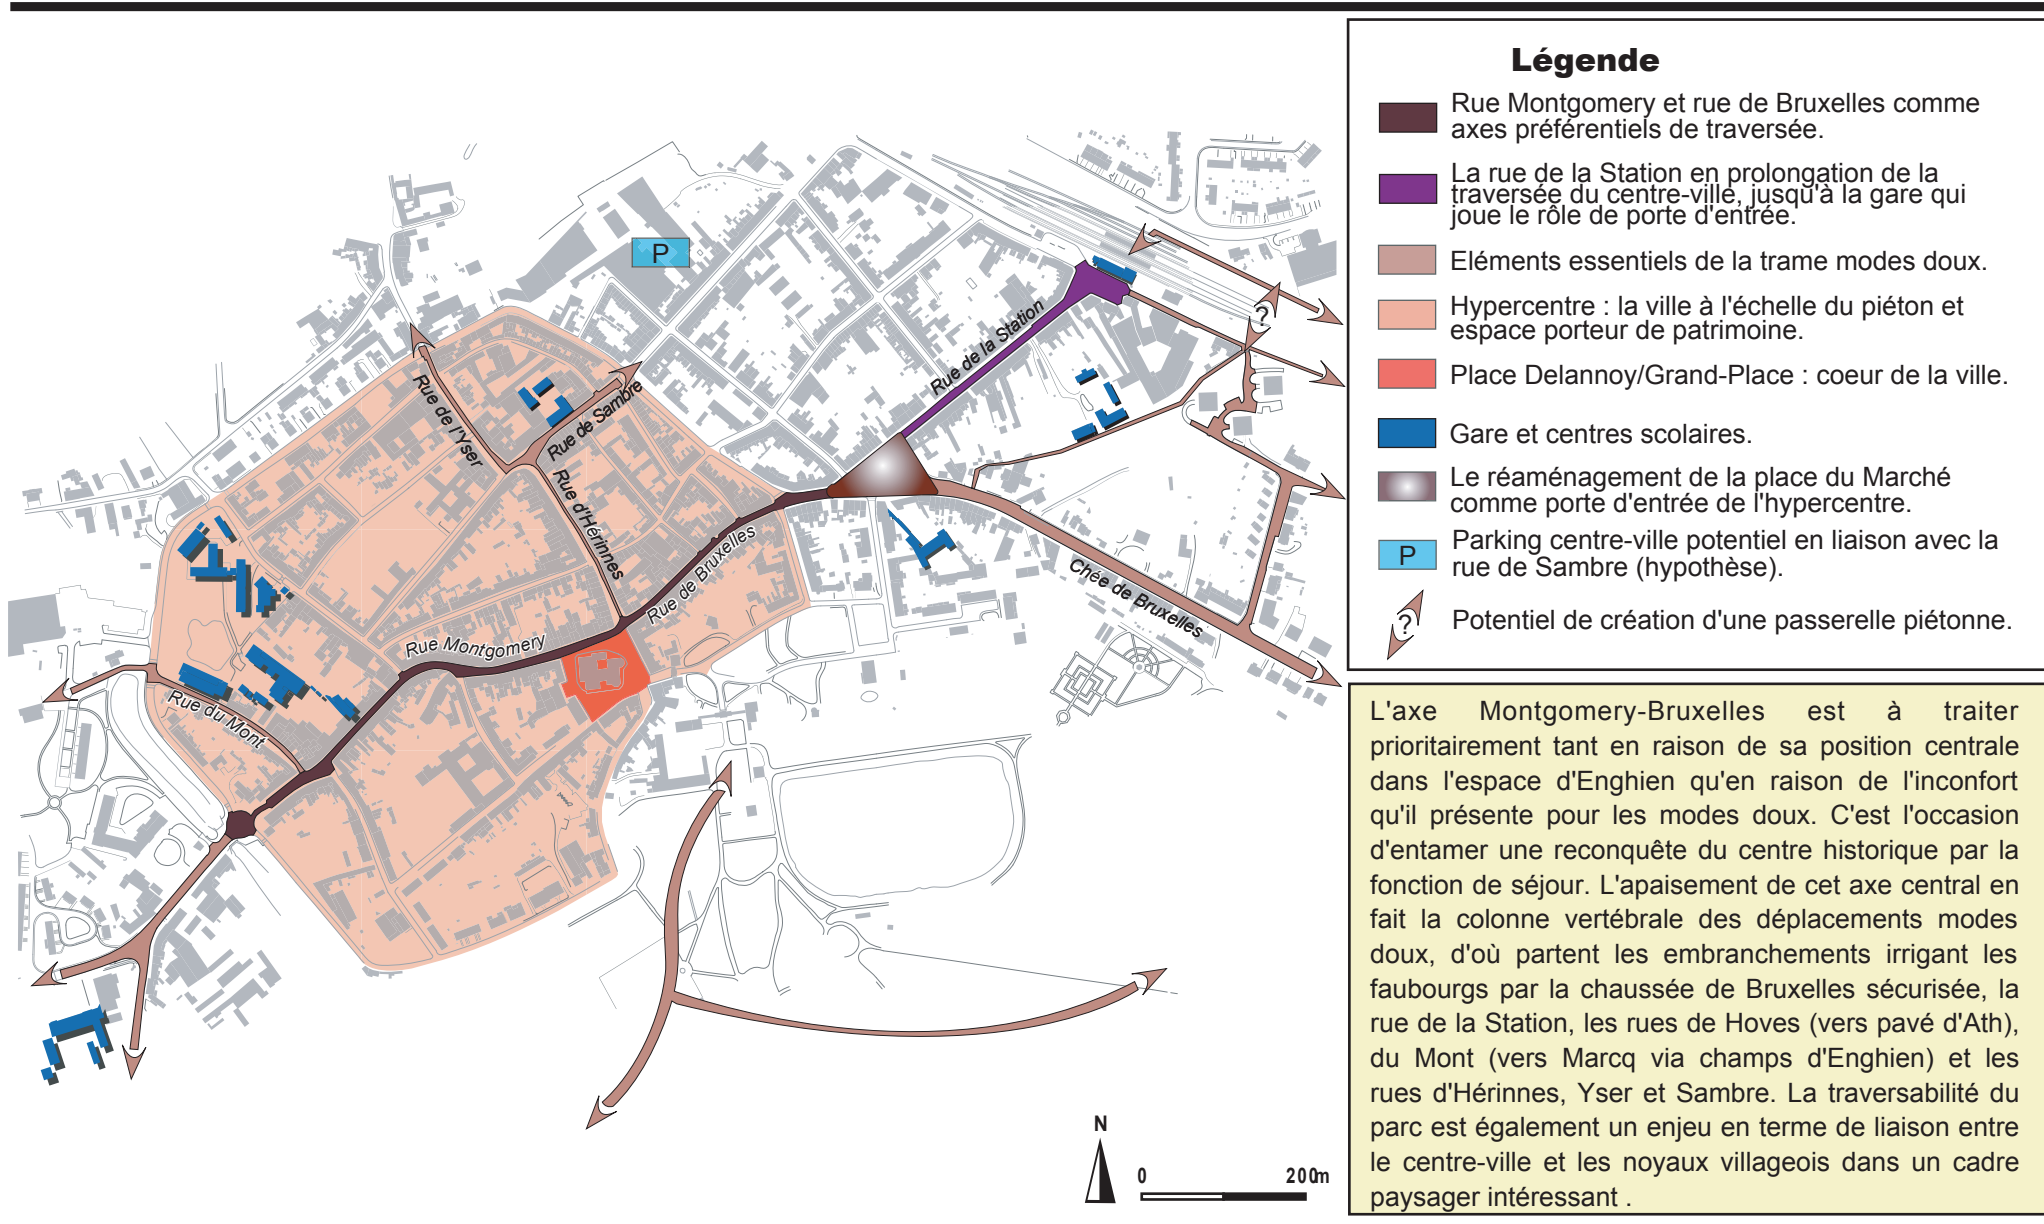 Légende
Rue Montgomery et rue de Bruxelles comme
axes préférentiels de traversée.
La rue de la Station en prolongation de la
traversée du centre-ville, jusqu'à la gare qui
joue le rôle de porte d'entrée.
Eléments essentiels de la trame modes doux.
Hypercentre : la ville à l'échelle du piéton et
espace porteur de patrimoine.
Place Delannoy/Grand-Place : coeur de la ville.
Gare et centres scolaires.
Le réaménagement de la place du Marché
comme porte d'entrée de l'hypercentre.
P
Parking centre-ville potentiel en liaison avec la
rue de Sambre (hypothèse).
?
Potentiel de création d'une passerelle piétonne.
P
?
Rue de la Station
Rue de l'Yser
Rue de Sambre
Rue d'Hérinnes
Rue de Bruxelles
Chée de Bruxelles
Rue Montgomery
Rue du Mont
N
0 200m
L'axe Montgomery-Bruxelles est à traiter
prioritairement tant en raison de sa position centrale
dans l'espace d'Enghien qu'en raison de l'inconfort
qu'il présente pour les modes doux. C'est l'occasion
d'entamer une reconquête du centre historique par la
fonction de séjour. L'apaisement de cet axe central en
fait la colonne vertébrale des déplacements modes
doux, d'où partent les embranchements irrigant les
faubourgs par la chaussée de Bruxelles sécurisée, la
rue de la Station, les rues de Hoves (vers pavé d'Ath),
du Mont (vers Marcq via champs d'Enghien) et les
rues d'Hérinnes, Yser et Sambre. La traversabilité du
parc est également un enjeu en terme de liaison entre
le centre-ville et les noyaux villageois dans un cadre
paysager intéressant .